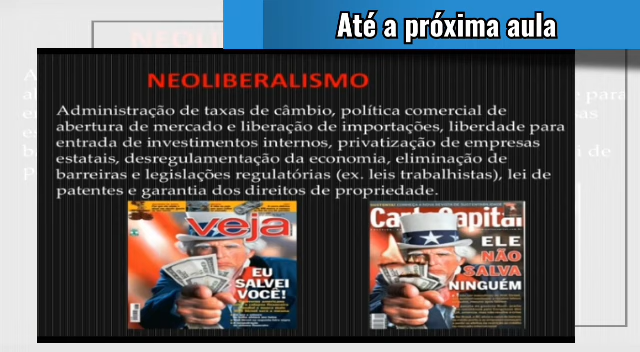 Até a próxima aula
NEOLIBERALISMO
Administração de taxas de câmbio, política comercial de
abertura de mercado e liberação de importações, liberdade para
entrada de investimentos internos, privatização de empresas
estatais, desregulamentação da economia, eliminação de
barreiras e legislações regulatórias (ex. leis trabalhistas), lei de
patentes e garantia dos direitos de propriedade.
veja
EU
SALVEI
VOCÊ!
CartaCapital
ELE
NÃO
SALVA
NINGUÉM